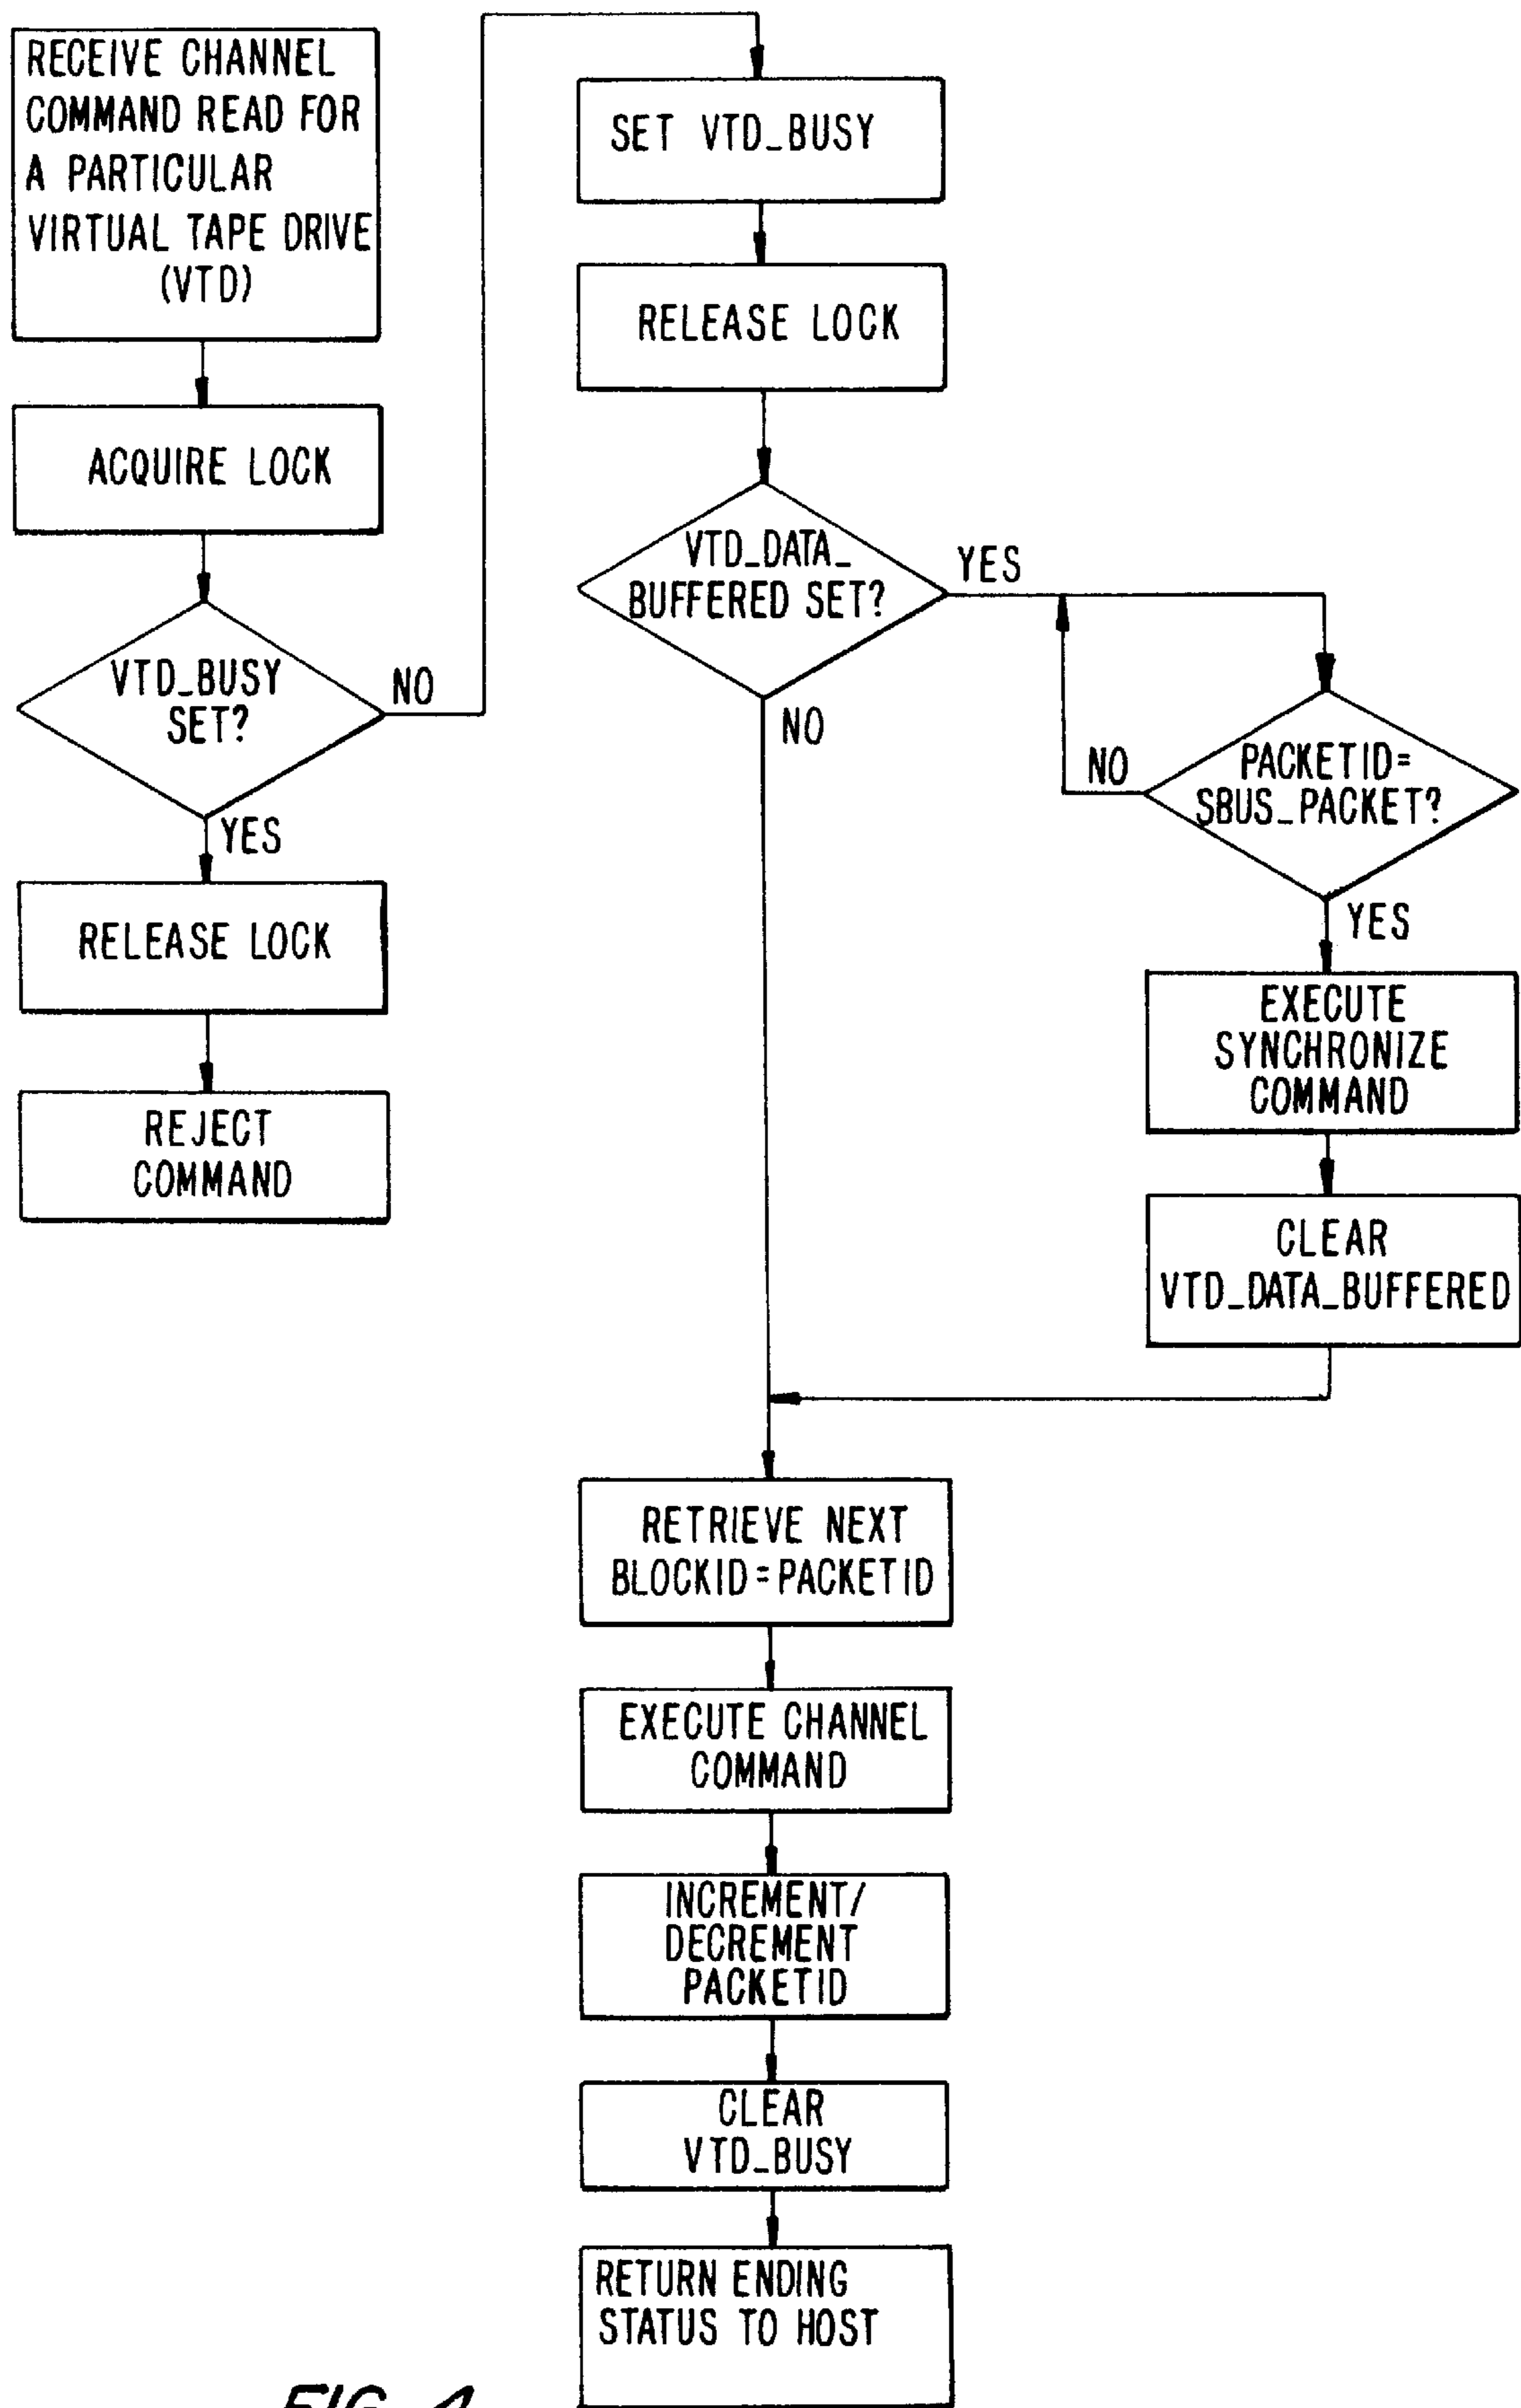 RECEIVE CHANNEL
COMMAND READ FOR
A PARTICULAR
VIRTUAL TAPE DRIVE
(VTD)
ACQUIRE LOCK
VTD_BUSY
SET?
NO
YES
RELEASE LOCK
REJECT
COMMAND
SET VTD_BUSY
RELEASE LOCK
VTD_DATA_
BUFFERED SET?
YES
NO
PACKETID=
SBUS_PACKET?
NO
YES
EXECUTE
SYNCHRONIZE
COMMAND
CLEAR
VTD_DATA_BUFFERED
RETRIEVE NEXT
BLOCKID=PACKETID
EXECUTE CHANNEL
COMMAND
INCREMENT/
DECREMENT
PACKETID
CLEAR
VTD_BUSY
RETURN ENDING
STATUS TO HOST